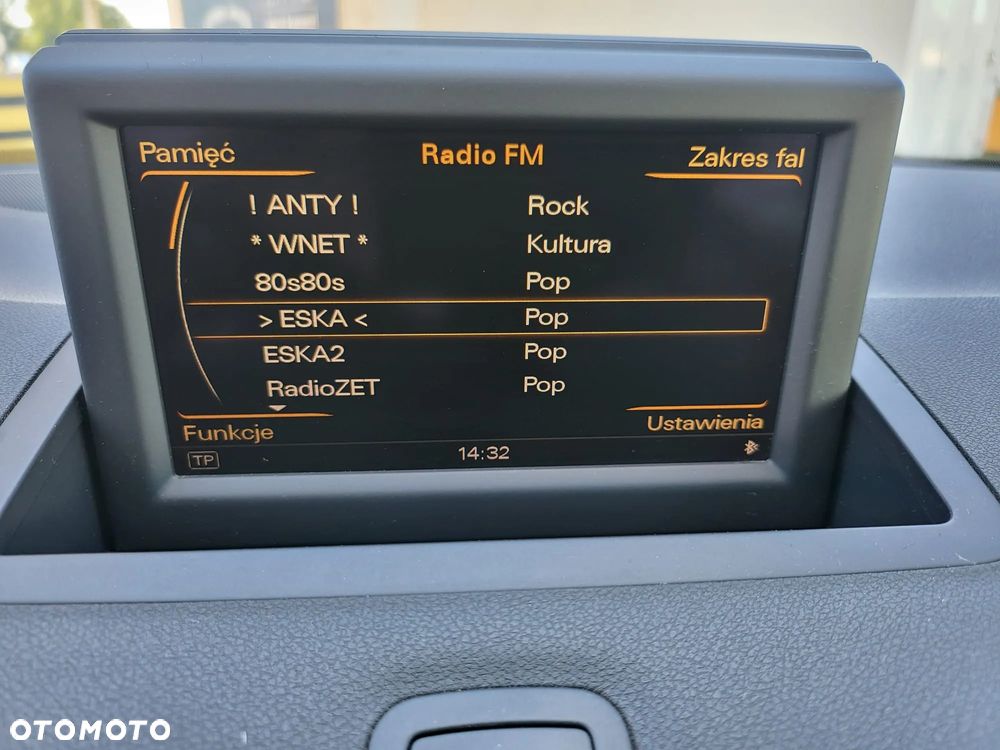 Pamięć Radio FM Zakres fal
! ANTY ! Rock
* WNET * Kultura
80s80s Pop
> ESKA < Pop
ESKA2 Pop
RadioZET Pop
Funkcje Ustawienia
TP 14:32
OTOMOTO